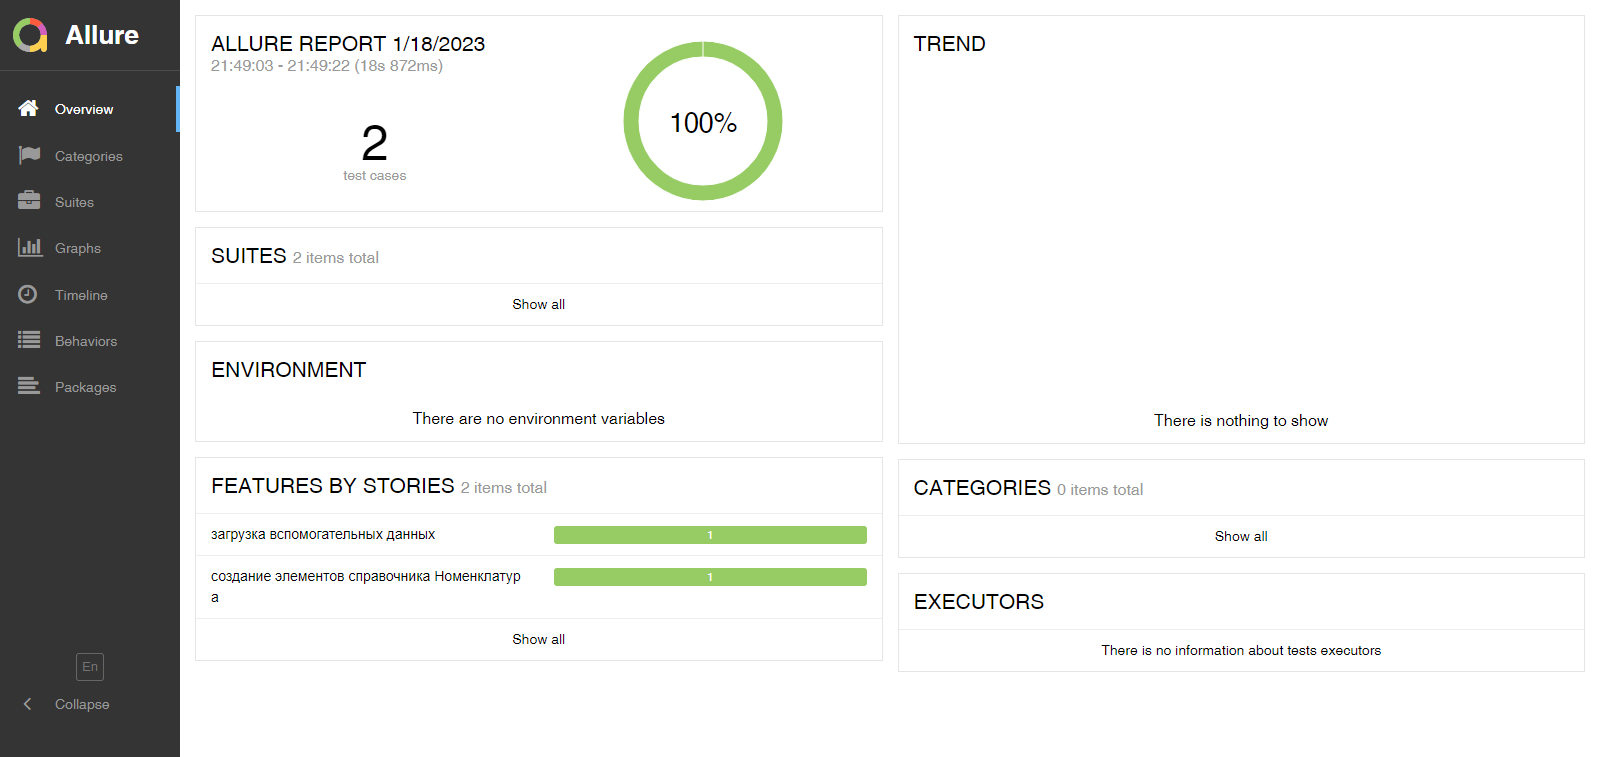 Allure
Overview
Categories
Suites
Graphs
Timeline
Behaviors
Packages
En
Collapse
ALLURE REPORT 1/18/2023
21:49:03 - 21:49:22 (18s 872ms)
2
test cases
100%
SUITES 2 items total
Show all
ENVIRONMENT
There are no environment variables
FEATURES BY STORIES 2 items total
загрузка вспомогательных данных 1
создание элементов справочника Номенклатур 1
а
Show all
TREND
There is nothing to show
CATEGORIES 0 items total
Show all
EXECUTORS
There is no information about tests executors